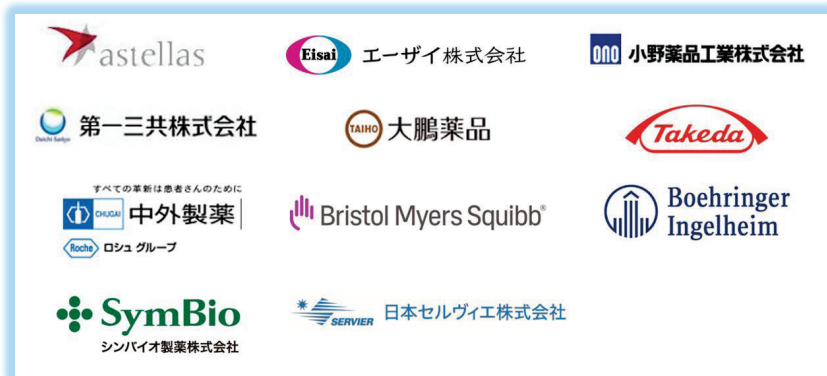 astellas
Eisai エーザイ株式会社
ono 小野薬品工業株式会社
Daiichi-Sankyo 第一三共株式会社
TAIHO 大鵬薬品
Takeda
すべての革新は患者さんのために
CHUGAI 中外製薬
Roche ロシュ グループ
Bristol Myers Squibb®
Boehringer
Ingelheim
SymBio
シンバイオ製薬株式会社
SERVIER 日本セルヴィエ株式会社